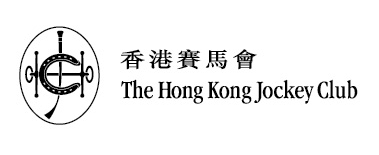 香港賽馬會
The Hong Kong Jockey Club